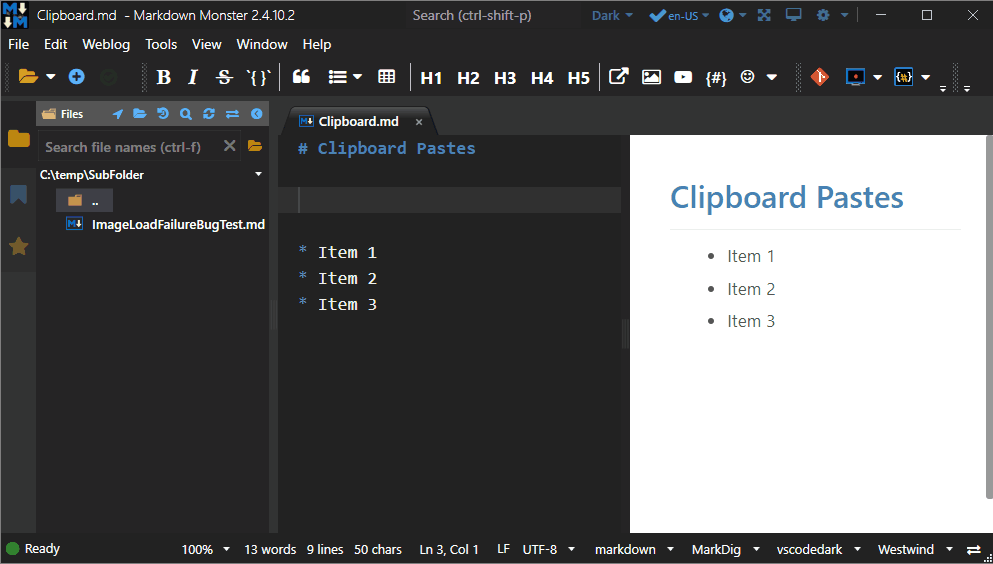 Clipboard.md - Markdown Monster 2.4.10.2 Search (ctrl-shift-p) Dark en-US
File Edit Weblog Tools View Window Help
B I S `{}` H1 H2 H3 H4 H5 {#}
Files
Search file names (ctrl-f)
C:\temp\SubFolder
..
ImageLoadFailureBugTest.md
Clipboard.md ×
# Clipboard Pastes
* Item 1
* Item 2
* Item 3
Clipboard Pastes
• Item 1
• Item 2
• Item 3
Ready 100% 13 words 9 lines 50 chars Ln 3, Col 1 LF UTF-8 markdown MarkDig vscodedark Westwind